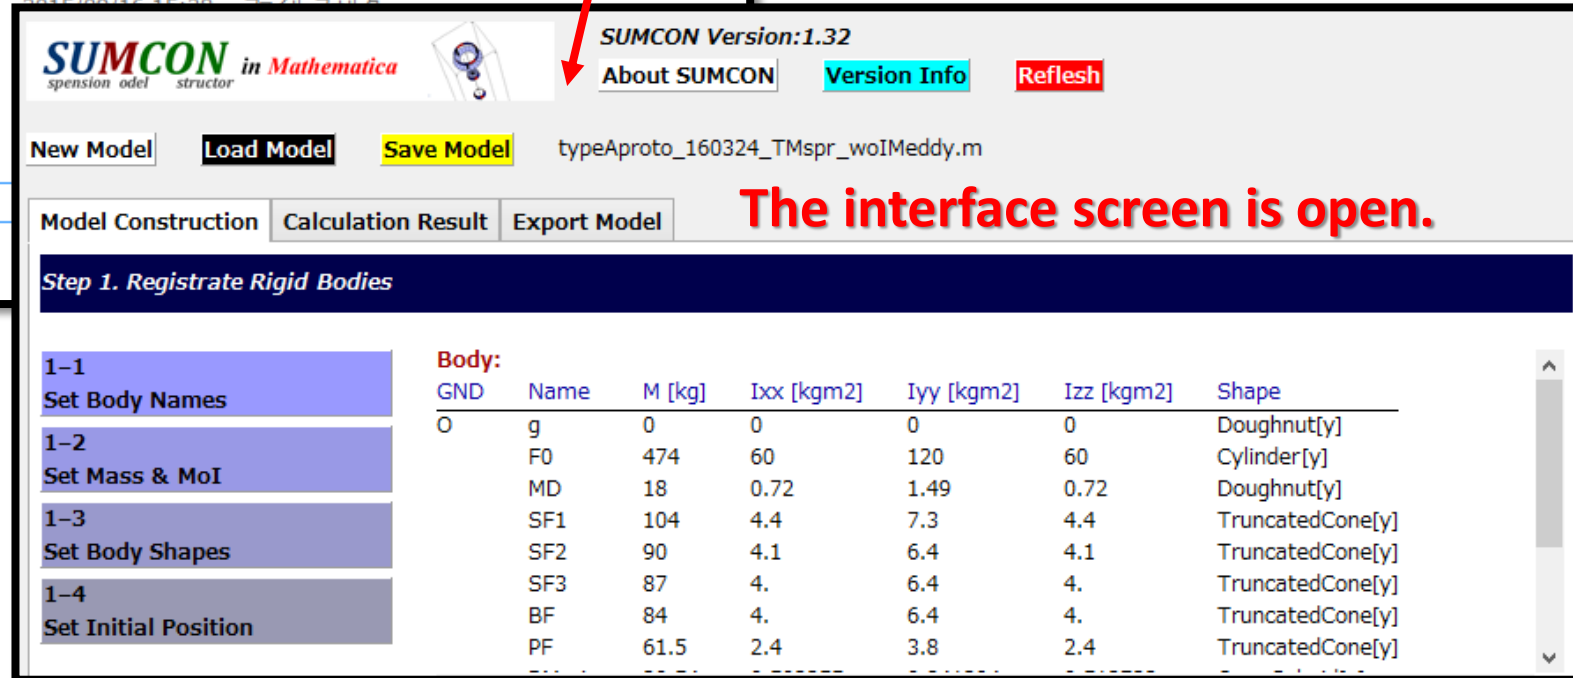 SUMCON Version:1.32
SUMCON in Mathematica
spension odel structor
About SUMCON Version Info Reflesh
New Model Load Model Save Model typeAproto_160324_TMspr_woIMeddy.m
The interface screen is open.
Model Construction Calculation Result Export Model
Step 1. Registrate Rigid Bodies
1-1
Set Body Names
1-2
Set Mass & MoI
1-3
Set Body Shapes
1-4
Set Initial Position
Body:
GND Name M [kg] Ixx [kgm2] Iyy [kgm2] Izz [kgm2] Shape
O g 0 0 0 0 Doughnut[y]
F0 474 60 120 60 Cylinder[y]
MD 18 0.72 1.49 0.72 Doughnut[y]
SF1 104 4.4 7.3 4.4 TruncatedCone[y]
SF2 90 4.1 6.4 4.1 TruncatedCone[y]
SF3 87 4. 6.4 4. TruncatedCone[y]
BF 84 4. 6.4 4. TruncatedCone[y]
PF 61.5 2.4 3.8 2.4 TruncatedCone[y]